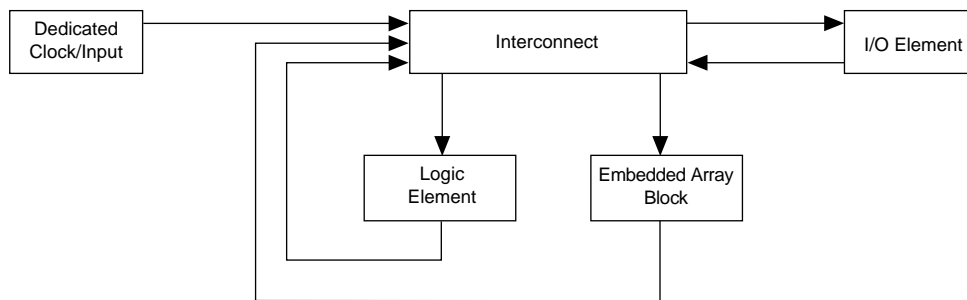 Dedicated
Clock/Input
Interconnect
I/O Element
Logic
Element
Embedded Array
Block